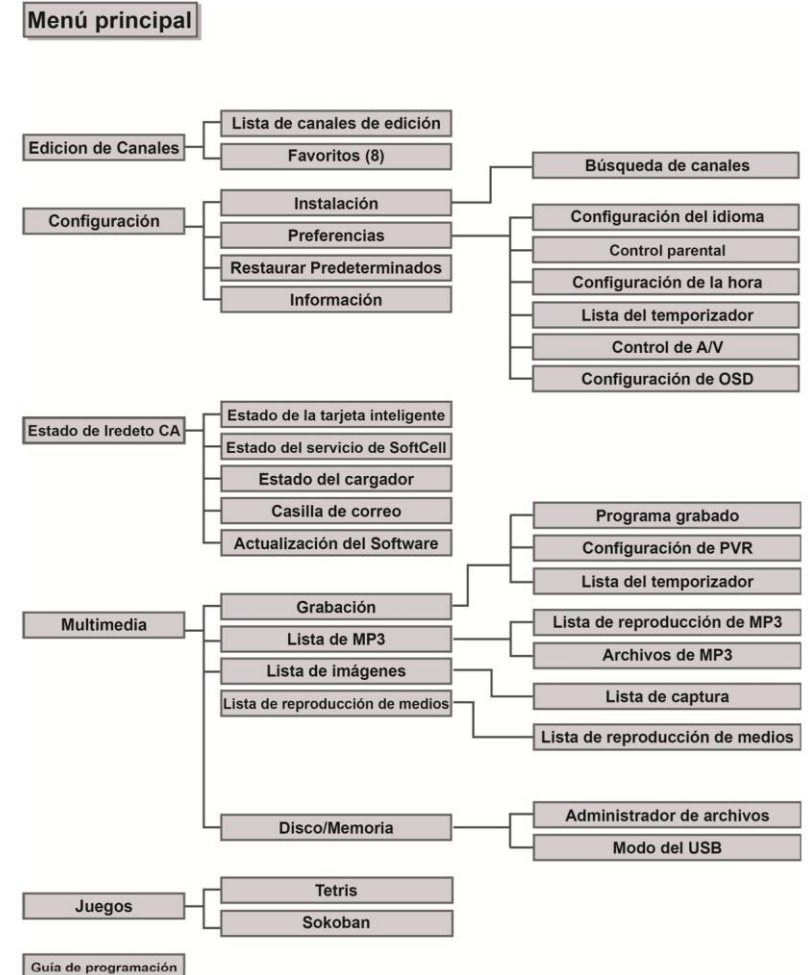 Menú principal
Edicion de Canales
Lista de canales de edición
Favoritos (8)
Configuración
Instalación
Búsqueda de canales
Preferencias
Configuración del idioma
Control parental
Configuración de la hora
Lista del temporizador
Control de A/V
Configuración de OSD
Restaurar Predeterminados
Información
Estado de Iredeto CA
Estado de la tarjeta inteligente
Estado del servicio de SoftCell
Estado del cargador
Casilla de correo
Actualización del Software
Multimedia
Grabación
Programa grabado
Configuración de PVR
Lista del temporizador
Lista de MP3
Lista de reproducción de MP3
Archivos de MP3
Lista de imágenes
Lista de captura
Lista de reproducción de medios
Lista de reproducción de medios
Disco/Memoria
Administrador de archivos
Modo del USB
Juegos
Tetris
Sokoban
Guía de programación